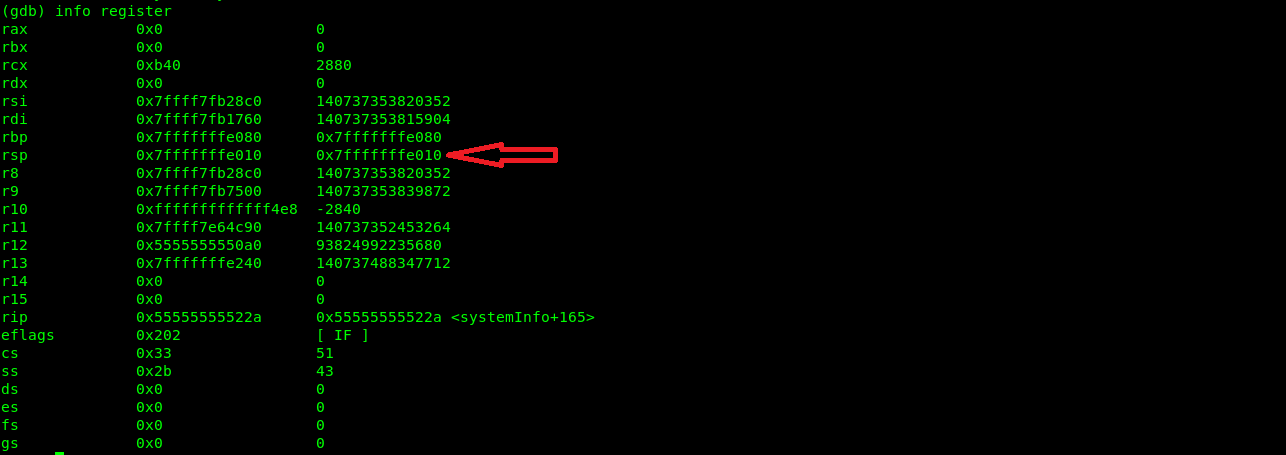 (gdb) info register
rax 0x0 0
rbx 0x0 0
rcx 0xb40 2880
rdx 0x0 0
rsi 0x7ffff7fb28c0 140737353820352
rdi 0x7ffff7fb1760 140737353815904
rbp 0x7fffffffe080 0x7fffffffe080
rsp 0x7fffffffe010 0x7fffffffe010
r8 0x7ffff7fb28c0 140737353820352
r9 0x7ffff7fb7500 140737353839872
r10 0xfffffffffffff4e8 -2840
r11 0x7ffff7e64c90 140737352453264
r12 0x5555555550a0 93824992235680
r13 0x7fffffffe240 140737488347712
r14 0x0 0
r15 0x0 0
rip 0x55555555522a 0x55555555522a <systemInfo+165>
eflags 0x202 [ IF ]
cs 0x33 51
ss 0x2b 43
ds 0x0 0
es 0x0 0
fs 0x0 0
gs 0x0 0